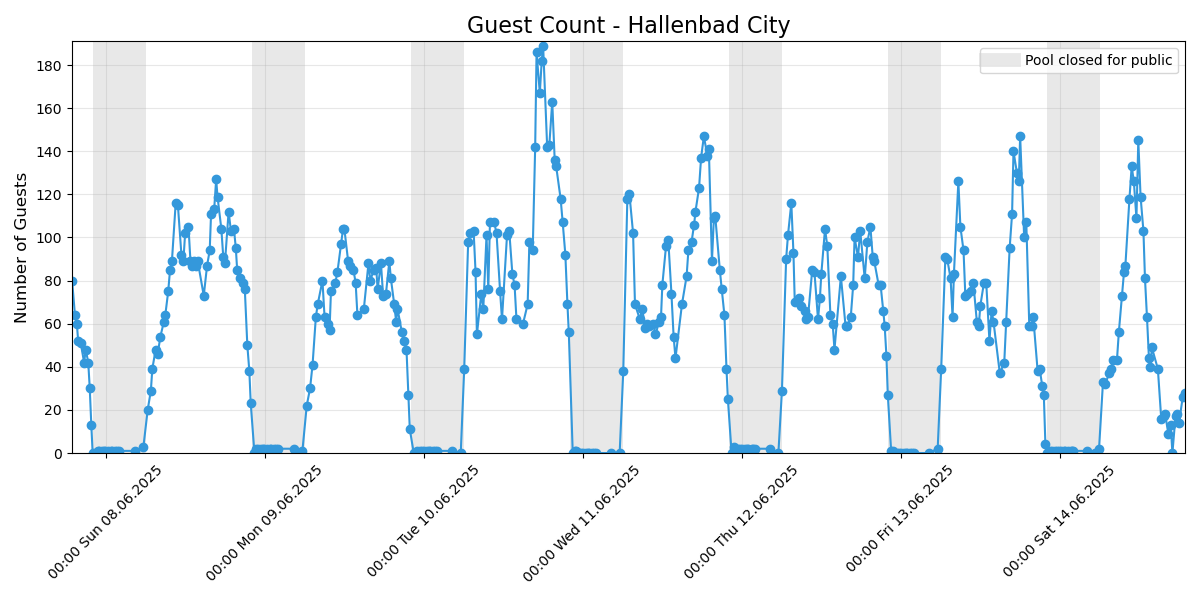 Guest Count - Hallenbad City
Pool closed for public
Number of Guests
180
160
140
120
100
80
60
40
20
0
00:00 Sun 08.06.2025
00:00 Mon 09.06.2025
00:00 Tue 10.06.2025
00:00 Wed 11.06.2025
00:00 Thu 12.06.2025
00:00 Fri 13.06.2025
00:00 Sat 14.06.2025